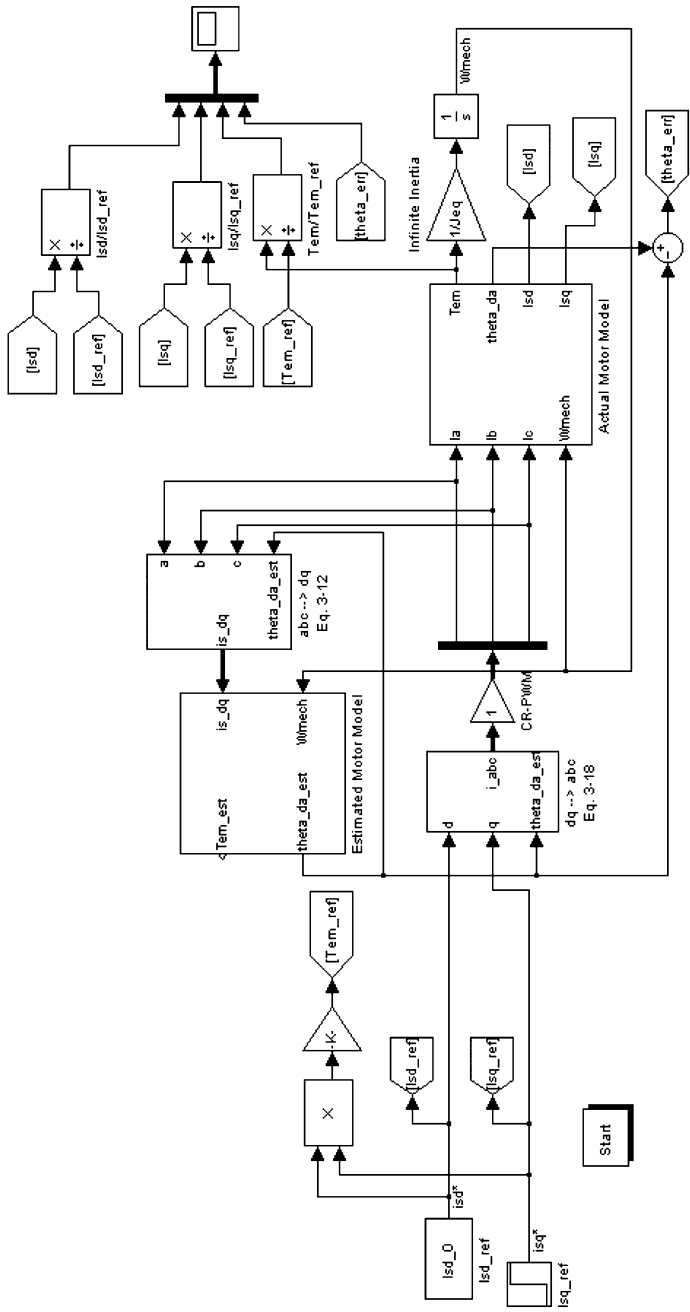 Isd_0
Isd_ref
isd*
Isq_ref
isq*
Start
[Isd_ref]
[Isq_ref]
X
-K-
[Tem_ref]
d
q
theta_da_est
i_abc
dq --> abc
Eq. 3-18
1
CR-PWM
Tem_est
theta_da_est
is_dq
Wmech
Estimated Motor Model
is_dq
a
b
c
theta_da_est
abc --> dq
Eq. 3-12
Ia
Ib
Ic
Wmech
Tem
theta_da
Isd
Isq
Actual Motor Model
1/Jeq
Infinite Inertia
1
s
Wmech
[Isd]
[Isq]
+
-
[theta_err]
[Isd]
[Isd_ref]
×
÷
Isd/Isd_ref
[Isq]
[Isq_ref]
×
÷
Isq/Isq_ref
[Tem_ref]
×
÷
Tem/Tem_ref
[theta_err]